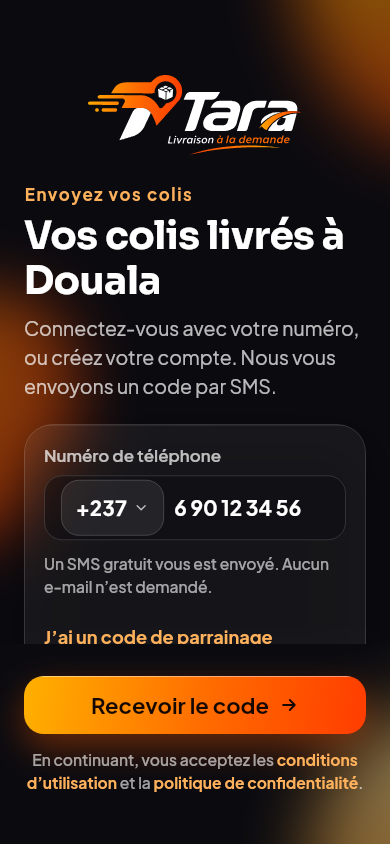 Tara
Livraison à la demande
Envoyez vos colis
Vos colis livrés à
Douala
Connectez-vous avec votre numéro,
ou créez votre compte. Nous vous
envoyons un code par SMS.
Numéro de téléphone
+237 6 90 12 34 56
Un SMS gratuit vous est envoyé. Aucun
e-mail n’est demandé.
J’ai un code de parrainage
Recevoir le code →
En continuant, vous acceptez les conditions
d’utilisation et la politique de confidentialité.